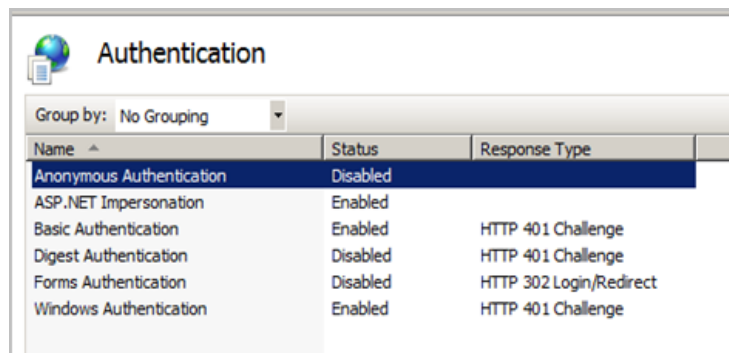 Authentication
Group by: No Grouping
Name Status Response Type
Anonymous Authentication Disabled
ASP.NET Impersonation Enabled
Basic Authentication Enabled HTTP 401 Challenge
Digest Authentication Disabled HTTP 401 Challenge
Forms Authentication Disabled HTTP 302 Login/Redirect
Windows Authentication Enabled HTTP 401 Challenge